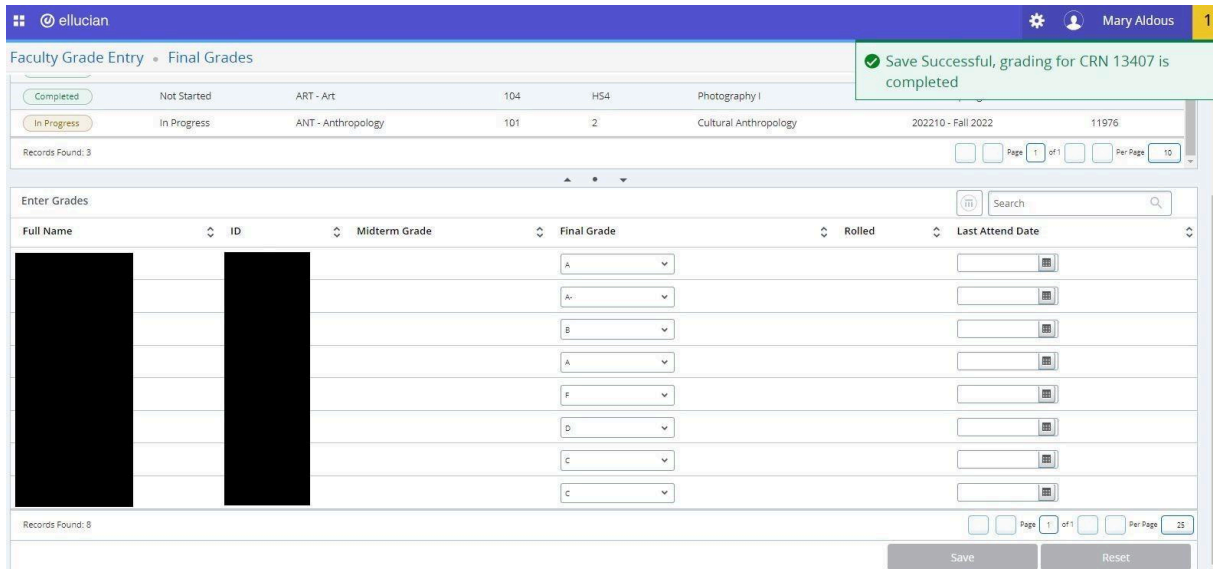 ellucian Mary Aldous 1
Faculty Grade Entry • Final Grades
Save Successful, grading for CRN 13407 is
completed
Completed Not Started ART - Art 104 HS4 Photography I
In Progress In Progress ANT - Anthropology 101 2 Cultural Anthropology 202210 - Fall 2022 11976
Records Found: 3 Page 1 of 1 Per Page 10
Enter Grades Search
Full Name ID Midterm Grade Final Grade Rolled Last Attend Date
A
A-
B
A
F
D
C
C
Records Found: 8 Page 1 of 1 Per Page 25
Save Reset